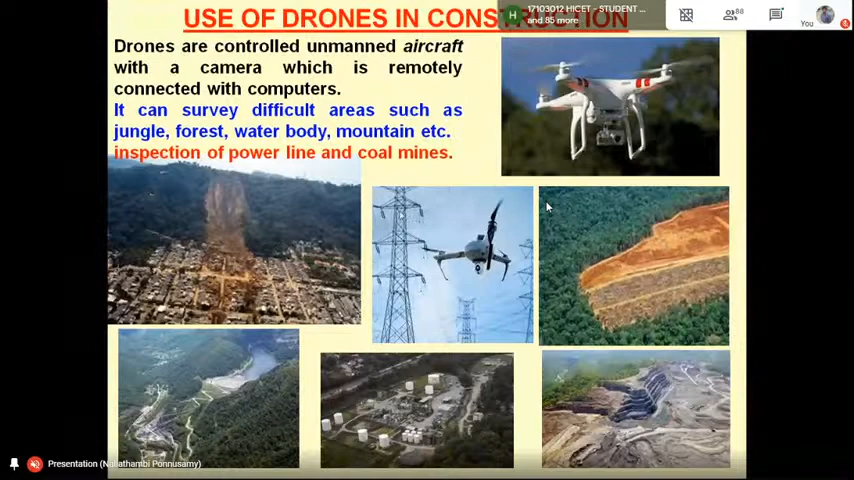 USE OF DRONES IN CONSTRUCTION
H 17103012 HICET - STUDENT ...
and 85 more
88
You
Drones are controlled unmanned aircraft
with a camera which is remotely
connected with computers.
It can survey difficult areas such as
jungle, forest, water body, mountain etc.
inspection of power line and coal mines.
Presentation (Nallathambi Ponnusamy)